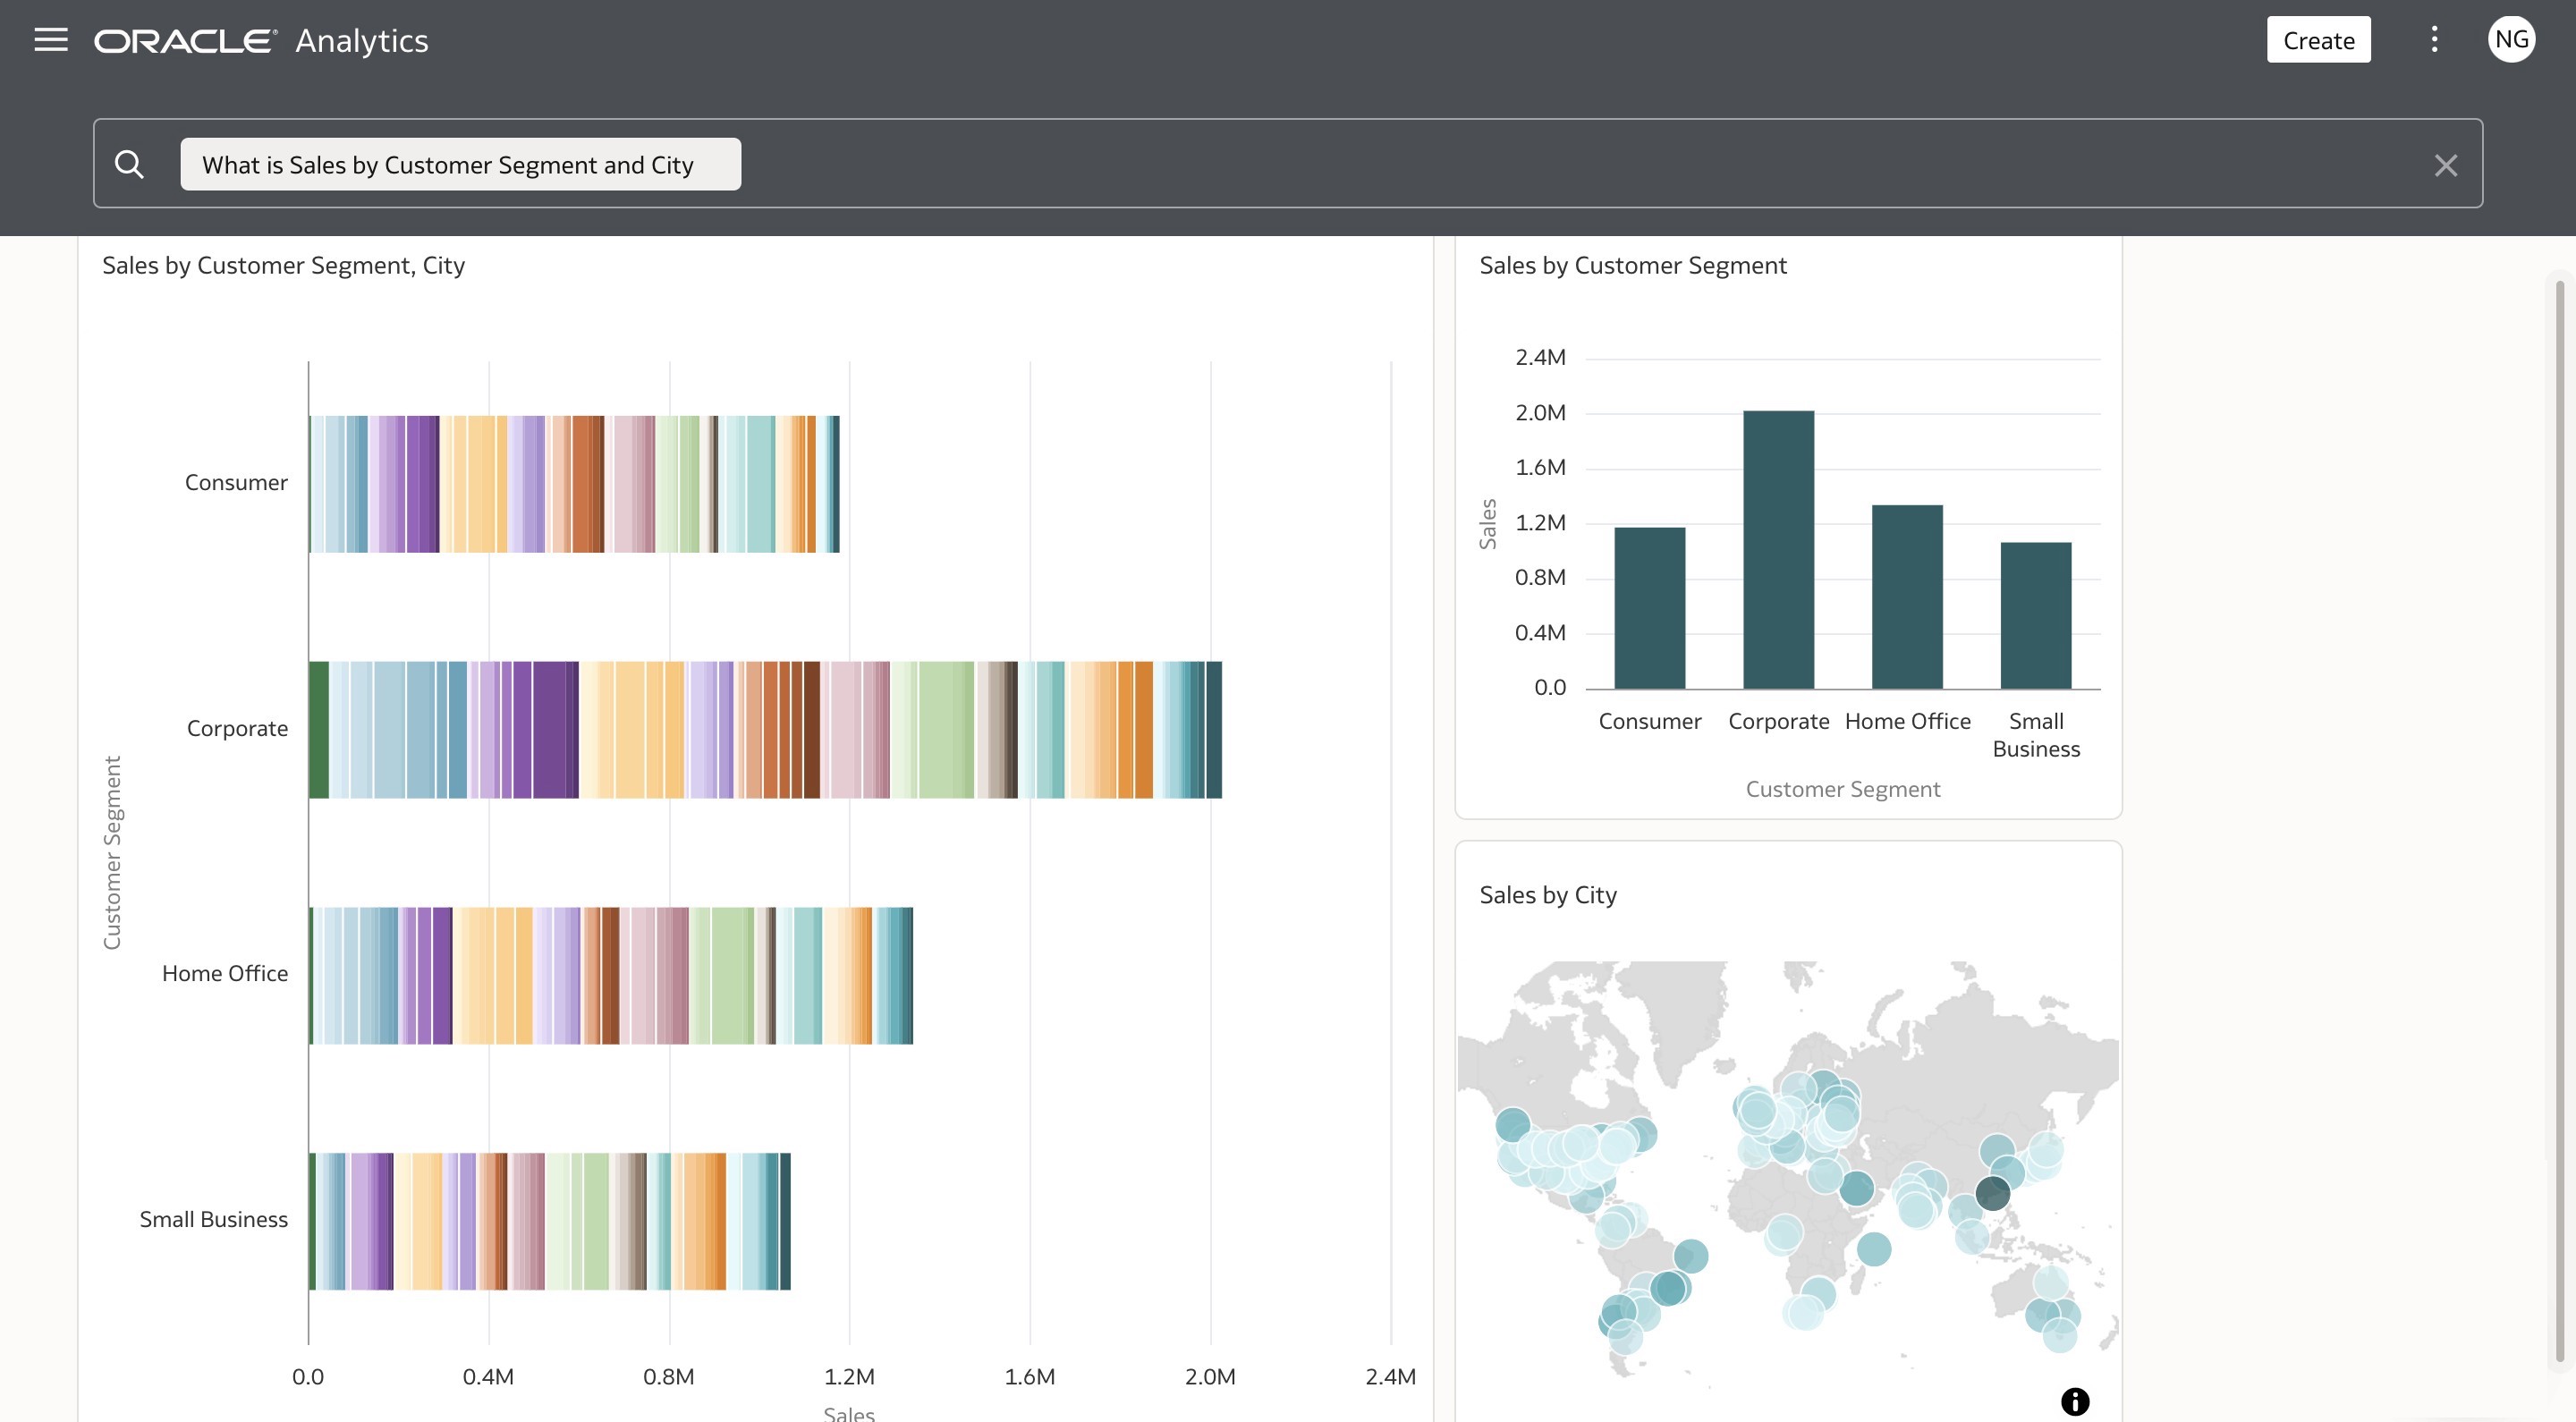 ORACLE Analytics
Create
NG
What is Sales by Customer Segment and City
Sales by Customer Segment, City
Customer Segment
Consumer
Corporate
Home Office
Small Business
0.0 0.4M 0.8M 1.2M 1.6M 2.0M 2.4M
Sales
Sales by Customer Segment
Sales
2.4M
2.0M
1.6M
1.2M
0.8M
0.4M
0.0
Consumer Corporate Home Office Small
Business
Customer Segment
Sales by City